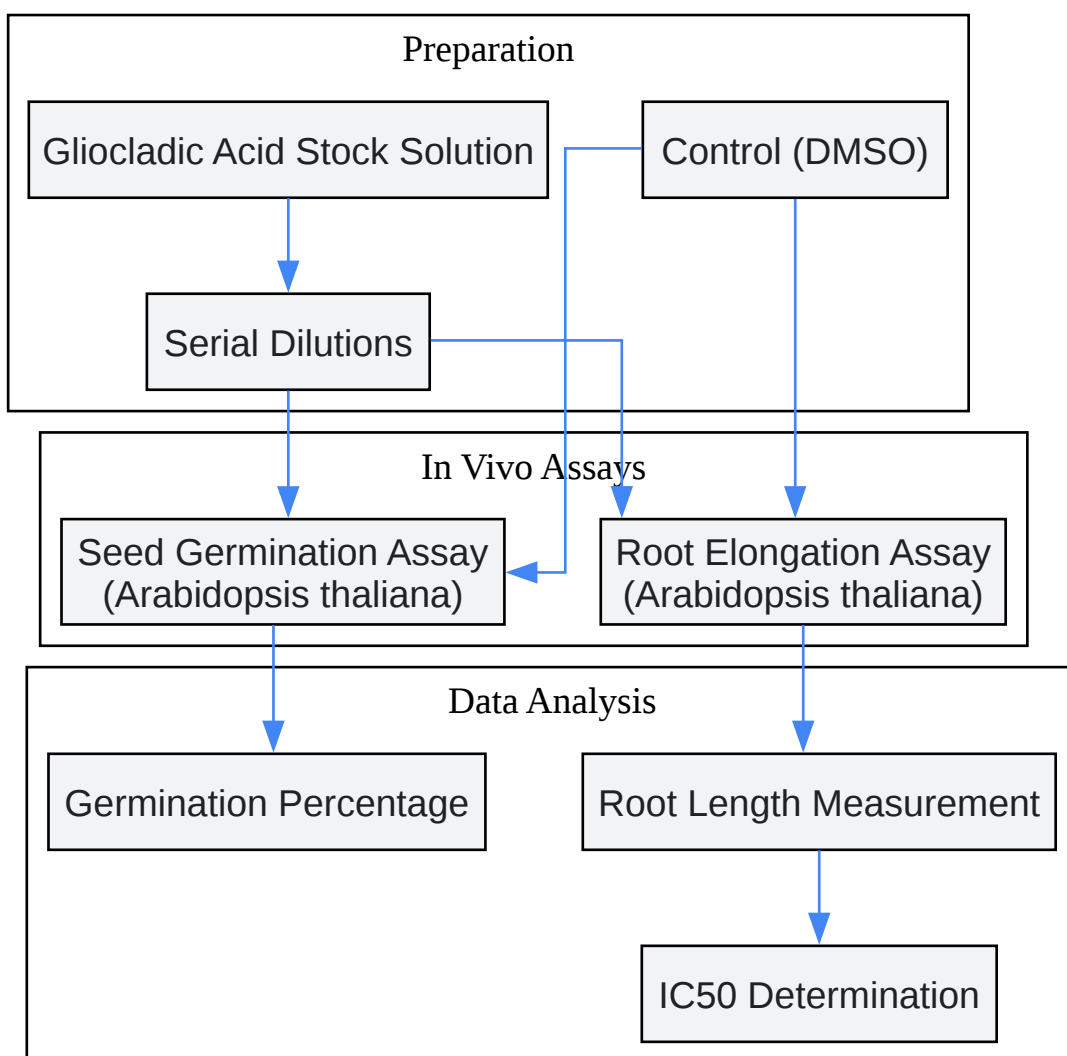 Preparation
Gliocladic Acid Stock Solution
Control (DMSO)
Serial Dilutions
In Vivo Assays
Seed Germination Assay
(Arabidopsis thaliana)
Root Elongation Assay
(Arabidopsis thaliana)
Data Analysis
Germination Percentage
Root Length Measurement
IC50 Determination